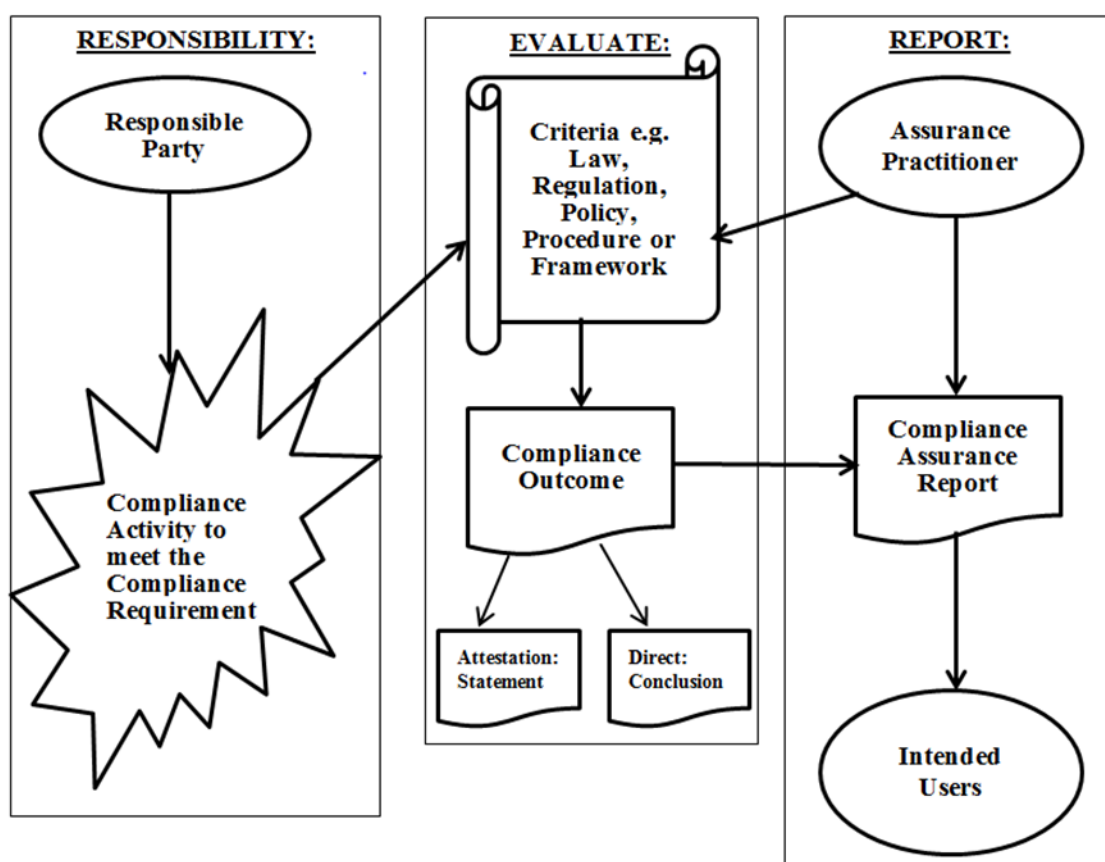 RESPONSIBILITY:
Responsible
Party
Compliance
Activity to
meet the
Compliance
Requirement
EVALUATE:
Criteria e.g.
Law,
Regulation,
Policy,
Procedure or
Framework
Compliance
Outcome
Attestation:
Statement
Direct:
Conclusion
REPORT:
Assurance
Practitioner
Compliance
Assurance
Report
Intended
Users